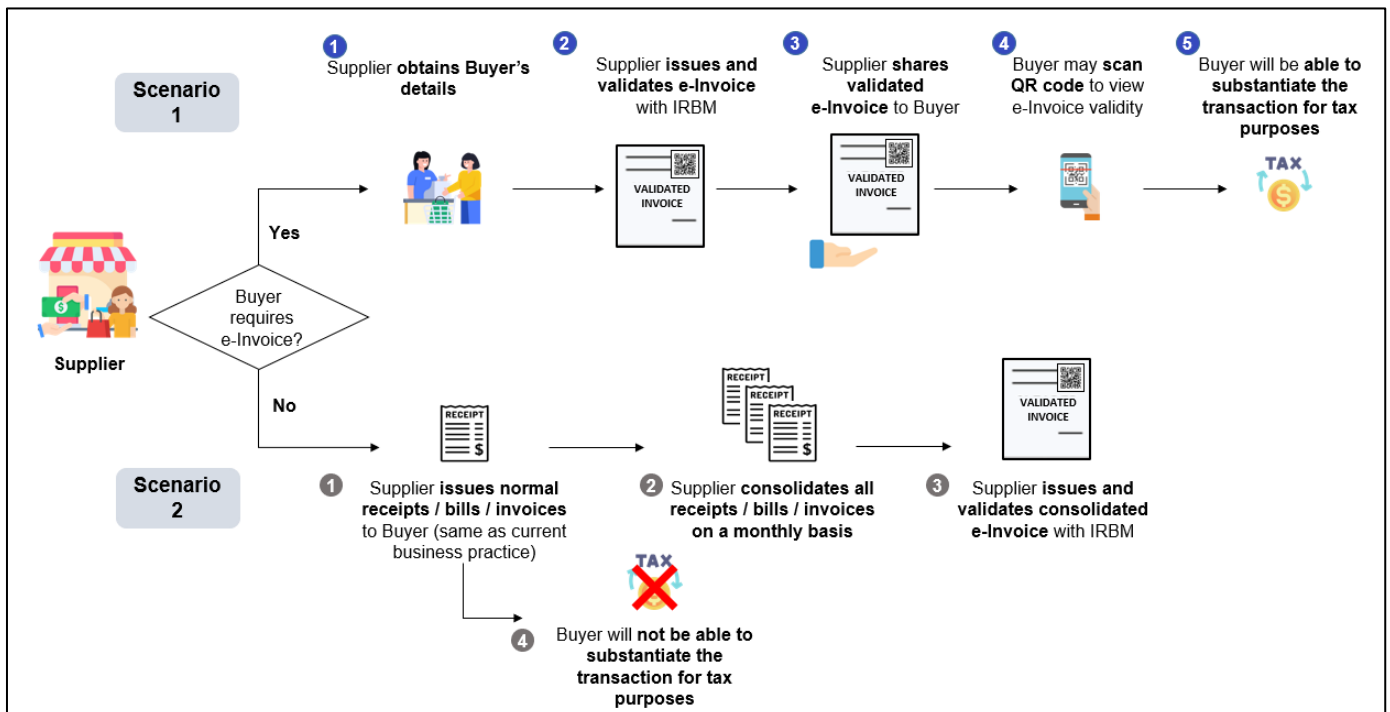 Scenario
1
1
Supplier obtains Buyer's
details
2
Supplier issues and
validates e-Invoice
with IRBM
VALIDATED
INVOICE
3
Supplier shares
validated
e-Invoice to Buyer
VALIDATED
INVOICE
4
Buyer may scan
QR code to view
e-Invoice validity
5
Buyer will be able to
substantiate the
transaction for tax
purposes
TAX
$
Yes
$
Supplier
Buyer
requires
e-Invoice?
No
Scenario
2
RECEIPT
$
1
Supplier issues normal
receipts / bills / invoices
to Buyer (same as current
business practice)
RECEIPT
RECEIPT
RECEIPT
$
2
Supplier consolidates all
receipts / bills / invoices
on a monthly basis
VALIDATED
INVOICE
3
Supplier issues and
validates consolidated
e-Invoice with IRBM
TAX
4
Buyer will not be able to
substantiate the
transaction for tax
purposes